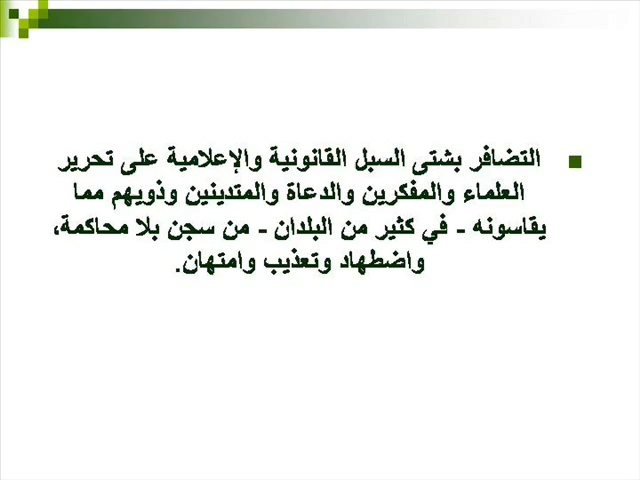 التضافر بشتى السبل القانونية والإعلامية على تحرير
العلماء والمفكرين والدعاة والمتدينين وذويهم مما
يقاسونه - في كثير من البلدان - من سجن بلا محاكمة،
واضطهاد وتعذيب وامتهان.